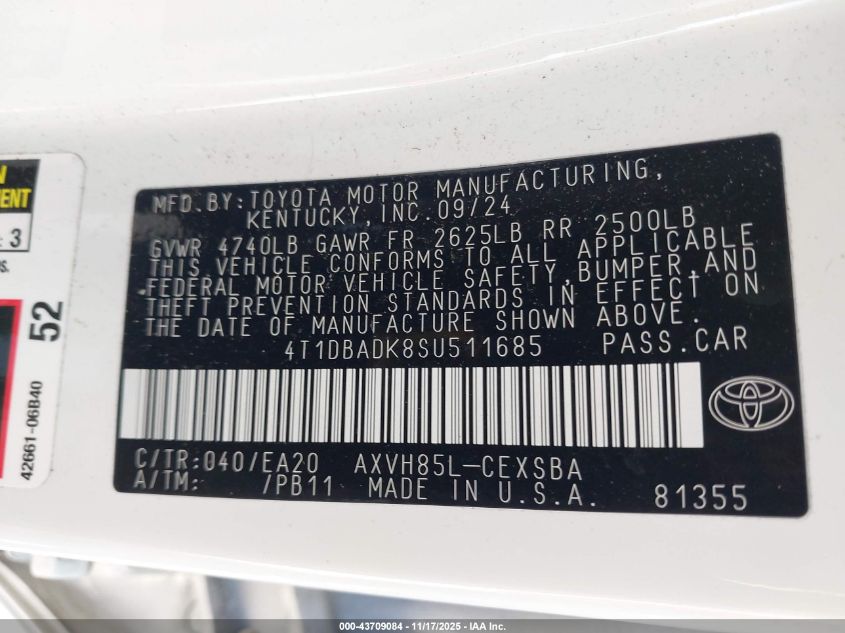 MFD.BY:TOYOTA MOTOR MANUFACTURING,
KENTUCKY,INC.09/24
GVWR 4740LB GAWR FR 2625LB RR 2500LB
THIS VEHICLE CONFORMS TO ALL APPLICABLE
FEDERAL MOTOR VEHICLE SAFETY,BUMPER,AND
THEFT PREVENTION STANDARDS IN EFFECT ON
THE DATE OF MANUFACTURE SHOWN ABOVE.
4T1DBADK8SU511685 PASS.CAR
C/TR:040/EA20 AXVH85L-CEXSBA
A/TM: /PB11 MADE IN U.S.A. 81355
3
52
42661-06B40
000-43709084 - 11/17/2025 - IAA Inc.